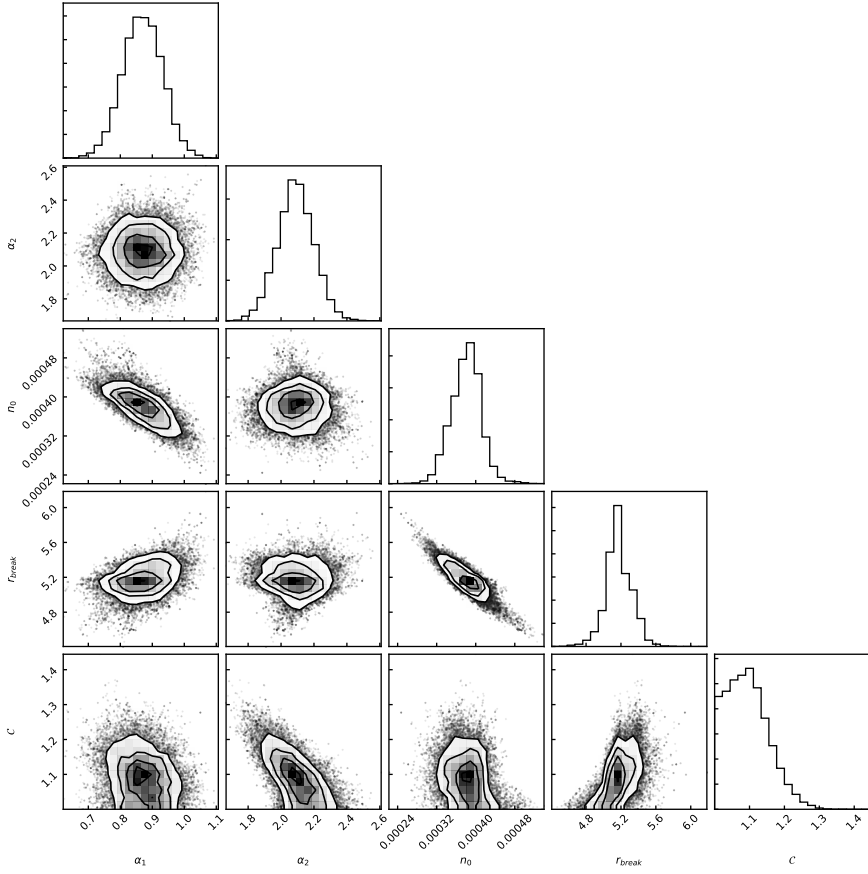 2.6
2.4
α₂
2.2
2.0
1.8
0.00048
n₀
0.00040
0.00032
0.00024
6.0
5.6
r_break
5.2
4.8
1.4
1.3
C
1.2
1.1
0.7 0.8 0.9 1.0 1.1
1.8 2.0 2.2 2.4 2.6
0.00024 0.00032 0.00040 0.00048
4.8 5.2 5.6 6.0
1.1 1.2 1.3 1.4
α₁ α₂ n₀ r_break C